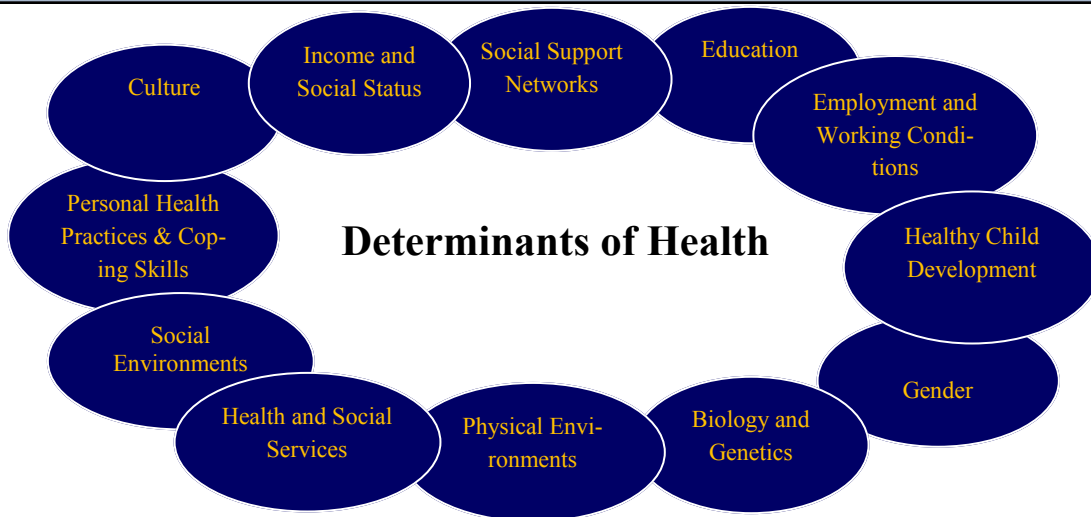 Culture
Income and
Social Status
Social Support
Networks
Education
Employment and
Working Condi-
tions
Personal Health
Practices & Cop-
ing Skills
Determinants of Health
Healthy Child
Development
Social
Environments
Gender
Health and Social
Services
Physical Envi-
ronments
Biology and
Genetics